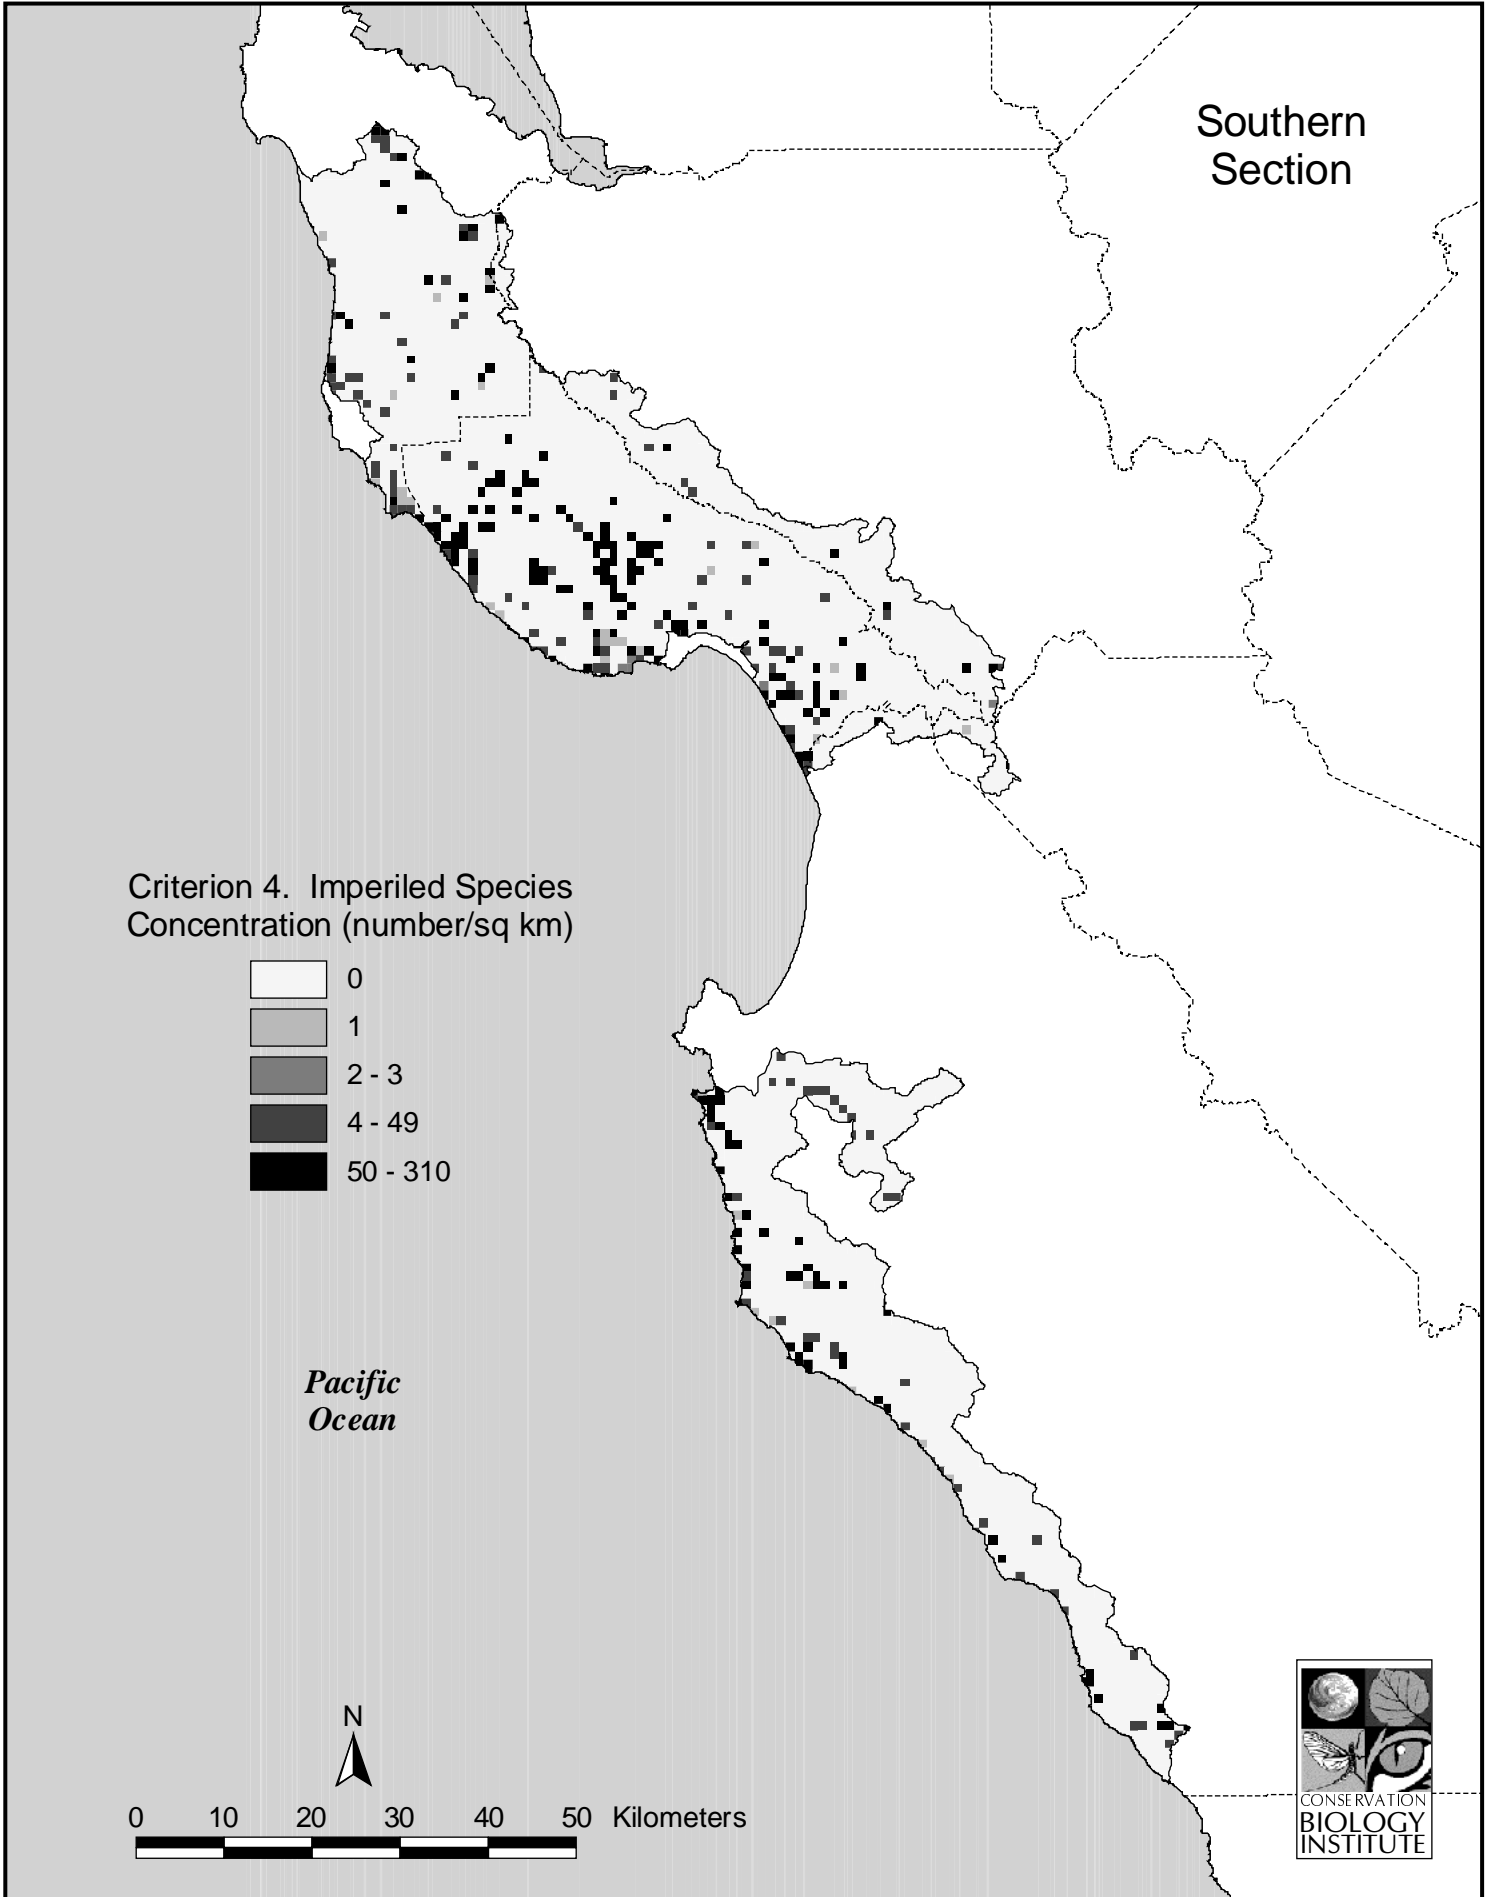 Southern
Section
Criterion 4.  Imperiled Species
Concentration (number/sq km)
0
1
2 - 3
4 - 49
50 - 310
Pacific
Ocean
N
0 10 20 30 40 50 Kilometers
CONSERVATION
BIOLOGY
INSTITUTE